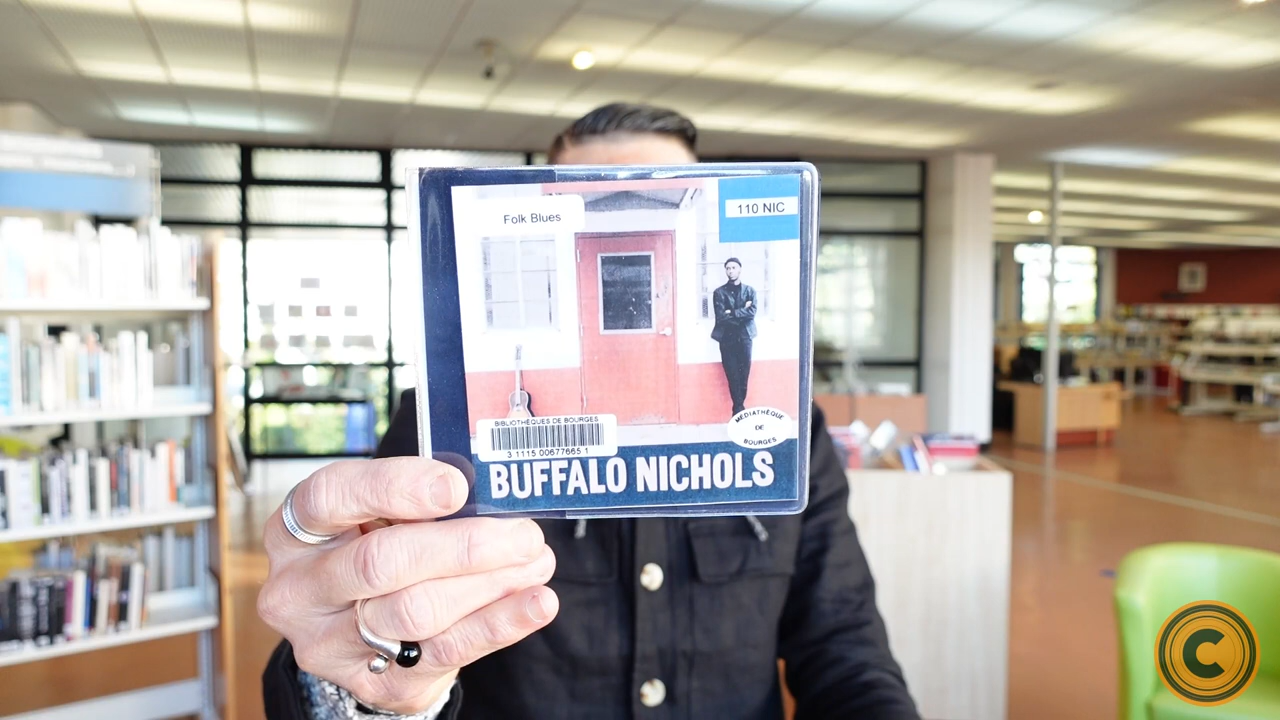 Folk Blues
110 NIC
BIBLIOTHÈQUES DE BOURGES
3 1115 00677665 1
MÉDIATHÈQUE
DE
BOURGES
BUFFALO NICHOLS
C